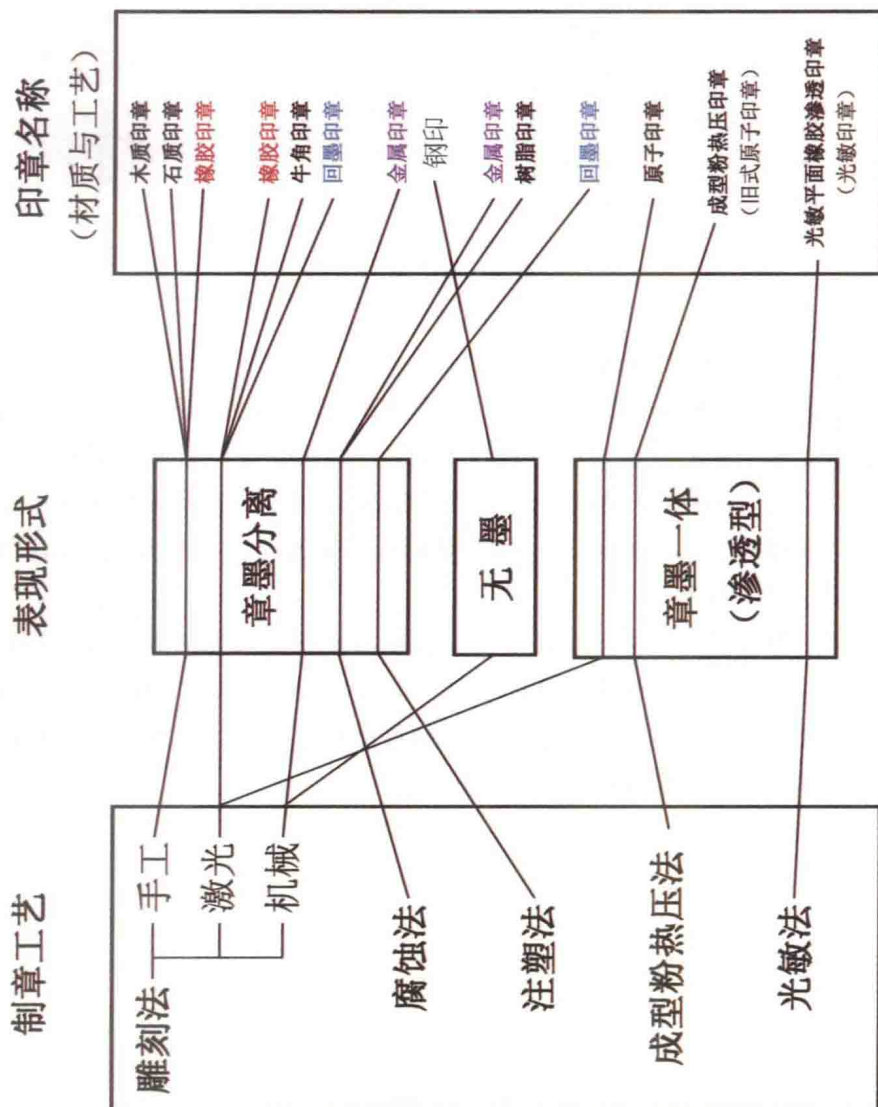 制章工艺
雕刻法
手工
激光
机械
腐蚀法
注塑法
成型粉热压法
光敏法
表现形式
章墨分离
无墨
章墨一体
（渗透型）
印章名称
（材质与工艺）
木质印章
石质印章
橡胶印章
橡胶印章
牛角印章
回墨印章
金属印章
钢印
金属印章
树脂印章
回墨印章
原子印章
成型粉热压印章
（旧式原子印章）
光敏平面橡胶渗透印章
（光敏印章）